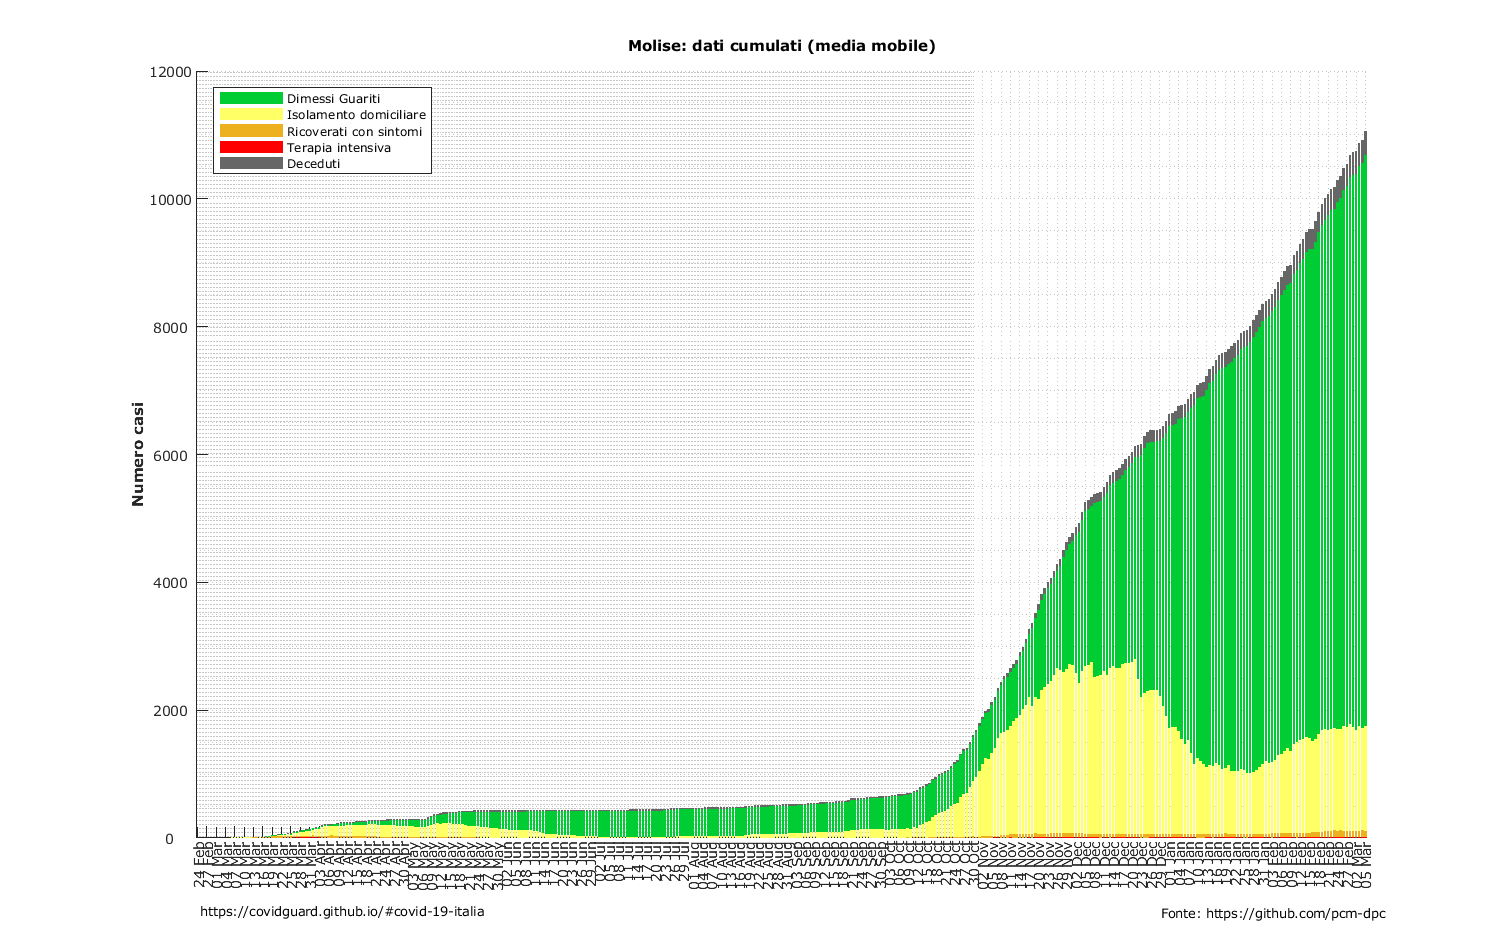 Molise: dati cumulati (media mobile)
12000
10000
8000
6000
4000
2000
0
Numero casi
Dimessi Guariti
Isolamento domiciliare
Ricoverati con sintomi
Terapia intensiva
Deceduti
24 Feb
27 Feb
01 Mar
04 Mar
07 Mar
10 Mar
13 Mar
16 Mar
19 Mar
22 Mar
25 Mar
28 Mar
31 Mar
03 Apr
06 Apr
09 Apr
12 Apr
15 Apr
18 Apr
21 Apr
24 Apr
27 Apr
30 Apr
03 May
06 May
09 May
12 May
15 May
18 May
21 May
24 May
27 May
30 May
02 Jun
05 Jun
08 Jun
11 Jun
14 Jun
17 Jun
20 Jun
23 Jun
26 Jun
29 Jun
02 Jul
05 Jul
08 Jul
11 Jul
14 Jul
17 Jul
20 Jul
23 Jul
26 Jul
29 Jul
01 Aug
04 Aug
07 Aug
10 Aug
13 Aug
16 Aug
19 Aug
22 Aug
25 Aug
28 Aug
31 Aug
03 Sep
06 Sep
09 Sep
12 Sep
15 Sep
18 Sep
21 Sep
24 Sep
27 Sep
30 Sep
03 Oct
06 Oct
09 Oct
12 Oct
15 Oct
18 Oct
21 Oct
24 Oct
27 Oct
30 Oct
02 Nov
05 Nov
08 Nov
11 Nov
14 Nov
17 Nov
20 Nov
23 Nov
26 Nov
29 Nov
02 Dec
05 Dec
08 Dec
11 Dec
14 Dec
17 Dec
20 Dec
23 Dec
26 Dec
29 Dec
01 Jan
04 Jan
07 Jan
10 Jan
13 Jan
16 Jan
19 Jan
22 Jan
25 Jan
28 Jan
31 Jan
03 Feb
06 Feb
09 Feb
12 Feb
15 Feb
18 Feb
21 Feb
24 Feb
27 Feb
02 Mar
05 Mar
https://covidguard.github.io/#covid-19-italia
Fonte: https://github.com/pcm-dpc